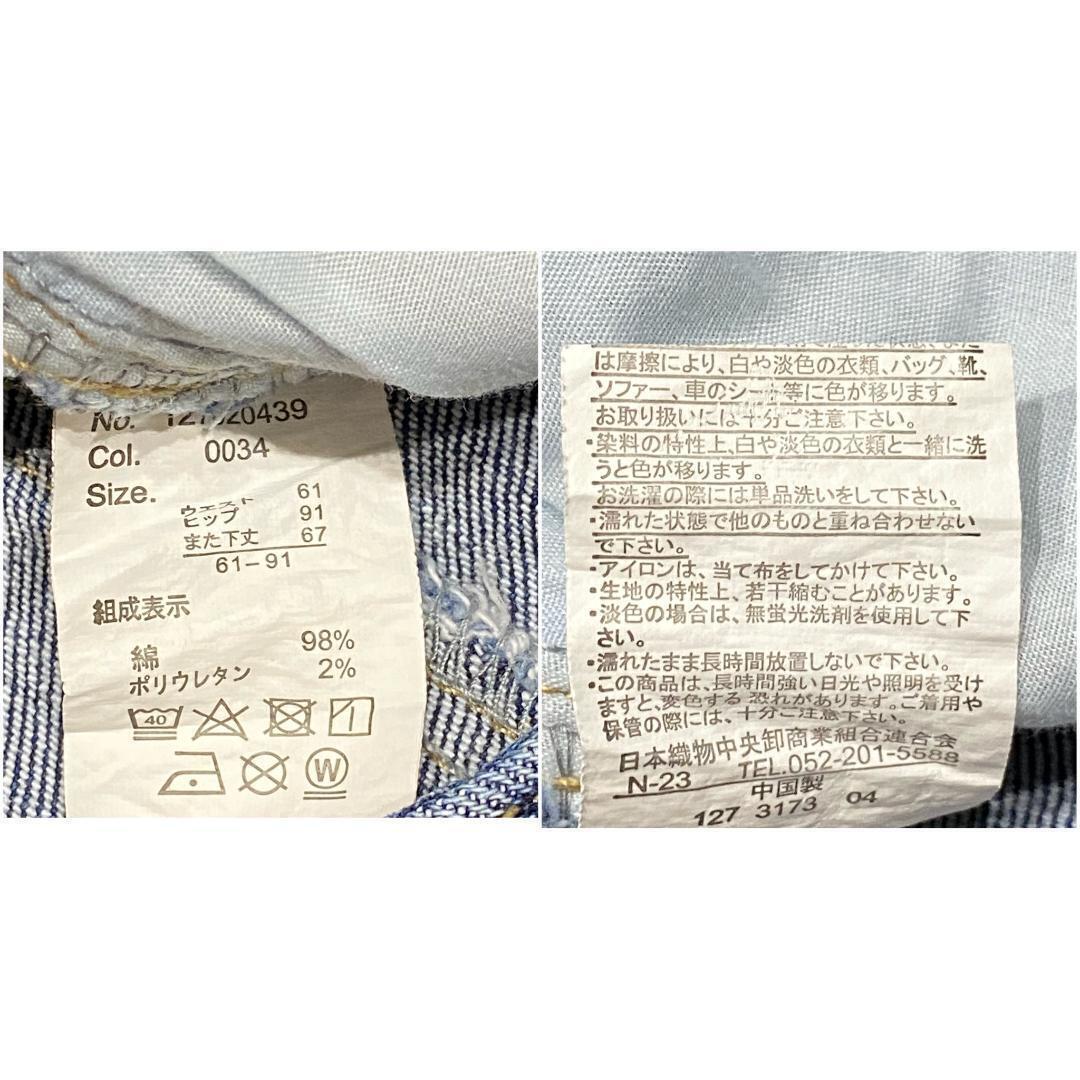 No.
Col. 0034
Size.
ウェスト 61
ヒップ 91
また下丈 67
61-91
組成表示
綿 98%
ポリウレタン 2%
40
W
は摩擦により、白や淡色の衣類、バッグ、靴、
ソファー、車のシート等に色が移ります。
お取り扱いには十分ご注意下さい。
・染料の特性上、白や淡色の衣類と一緒に洗
うと色が移ります。
お洗濯の際には単品洗いをして下さい。
・濡れた状態で他のものと重ね合わせない
で下さい。
・アイロンは、当て布をしてかけて下さい。
・生地の特性上、若干縮むことがあります。
・淡色の場合は、無蛍光洗剤を使用して下
さい。
・濡れたまま長時間放置しないで下さい。
・この商品は、長時間強い日光や照明を受け
ますと、変色する恐れがあります。ご着用や
保管の際には、十分ご注意下さい。
日本織物中央卸商業組合連合会
N-23 TEL.052-201-5588
中国製
127 3173 04